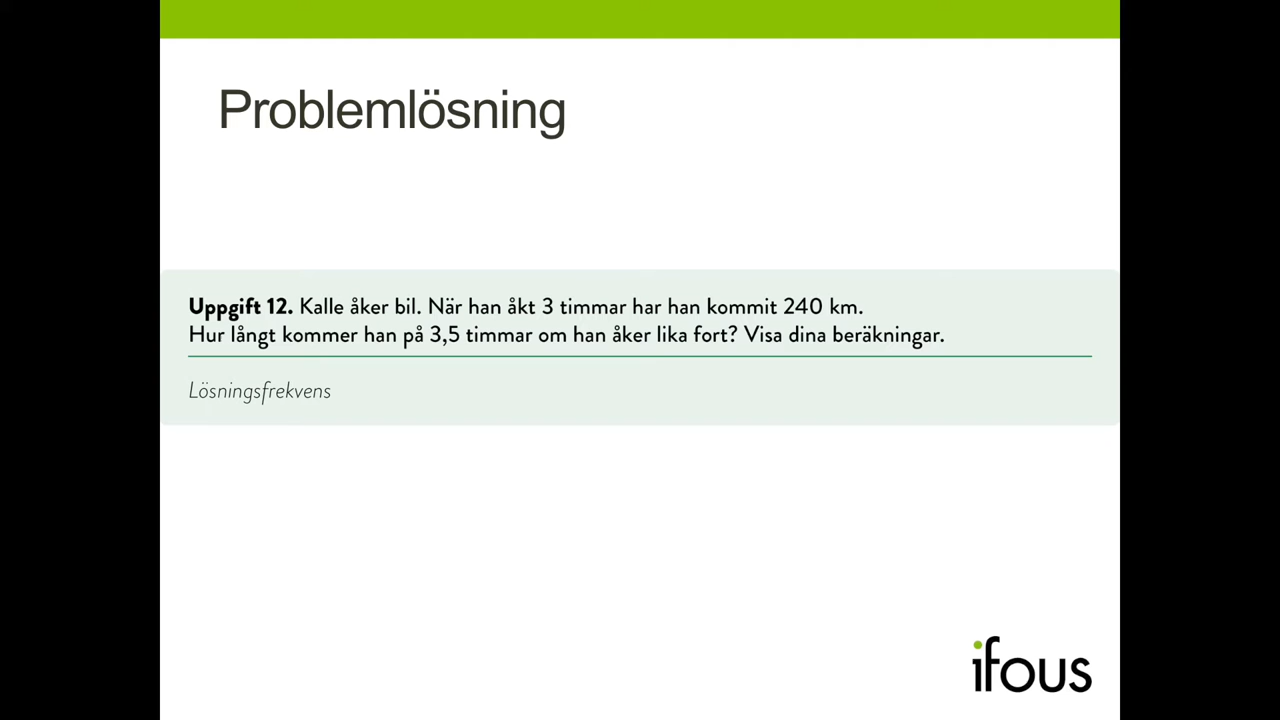 Problemlösning
Uppgift 12. Kalle åker bil. När han åkt 3 timmar har han kommit 240 km.
Hur långt kommer han på 3,5 timmar om han åker lika fort? Visa dina beräkningar.
Lösningsfrekvens
ifous